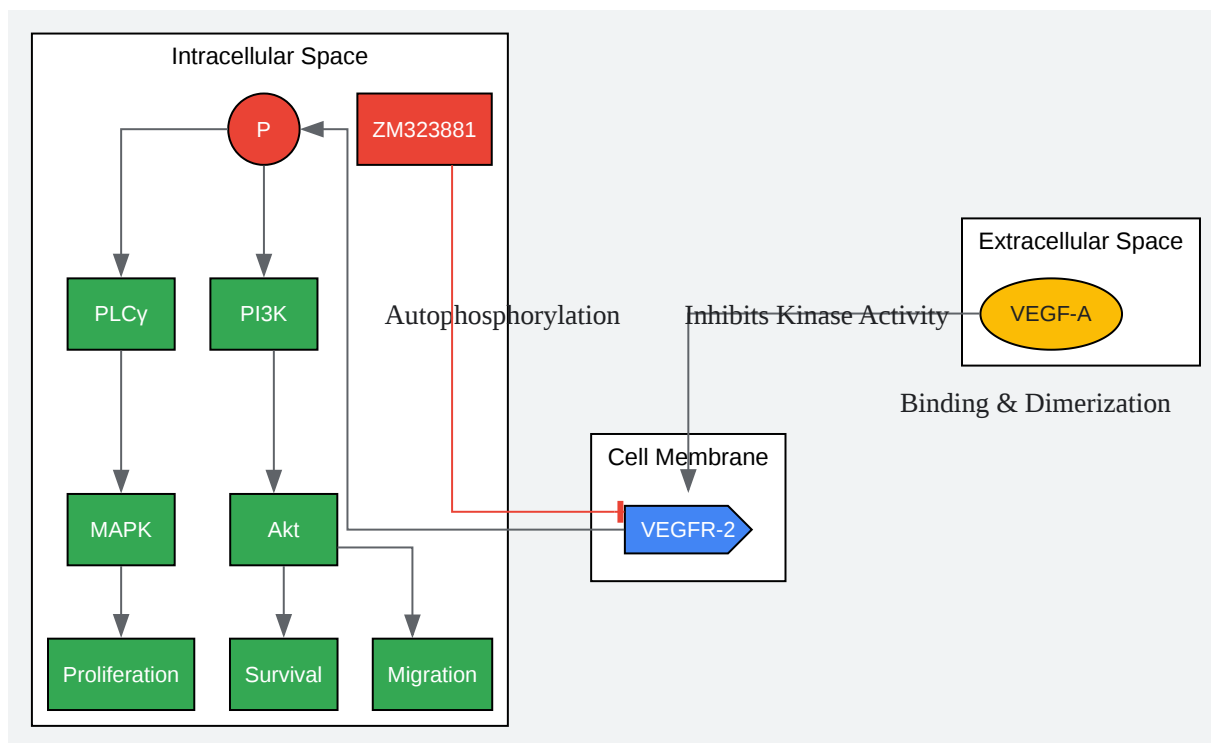 Intracellular Space
P
ZM323881
Extracellular Space
PLCγ
PI3K
Autophosphorylation
Inhibits Kinase Activity
VEGF-A
Binding & Dimerization
Cell Membrane
MAPK
Akt
VEGFR-2
Proliferation
Survival
Migration